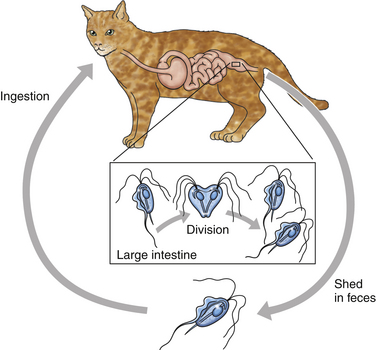 Ingestion
Division
Large intestine
Shed
in feces